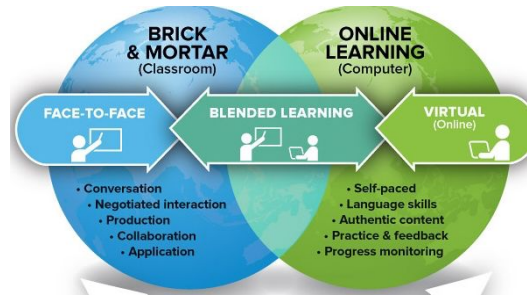 BRICK
& MORTAR
(Classroom)
ONLINE
LEARNING
(Computer)
FACE-TO-FACE
BLENDED LEARNING
VIRTUAL
(Online)
• Conversation
• Negotiated interaction
• Production
• Collaboration
• Application
• Self-paced
• Language skills
• Authentic content
• Practice & feedback
• Progress monitoring